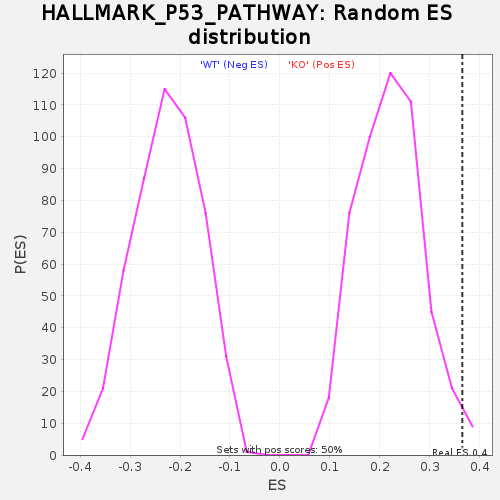 HALLMARK_P53_PATHWAY: Random ES
distribution
'WT' (Neg ES) 'KO' (Pos ES)
120
110
100
90
80
70
60
50
40
30
20
10
0
P(ES)
Sets with pos scores: 50%
Real ES 0.4
-0.4 -0.3 -0.2 -0.1 0.0 0.1 0.2 0.3 0.4
ES